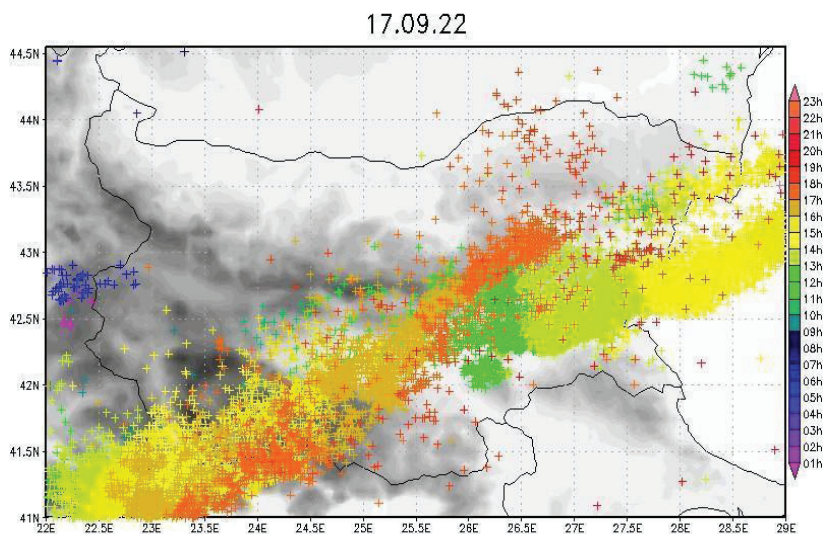 17.09.22
44.5N
44N
43.5N
43N
42.5N
42N
41.5N
41N
22E 22.5E 23E 23.5E 24E 24.5E 25E 25.5E 26E 26.5E 27E 27.5E 28E 28.5E 29E
23h
22h
21h
20h
19h
18h
17h
16h
15h
14h
13h
12h
11h
10h
09h
08h
07h
06h
05h
04h
03h
02h
01h